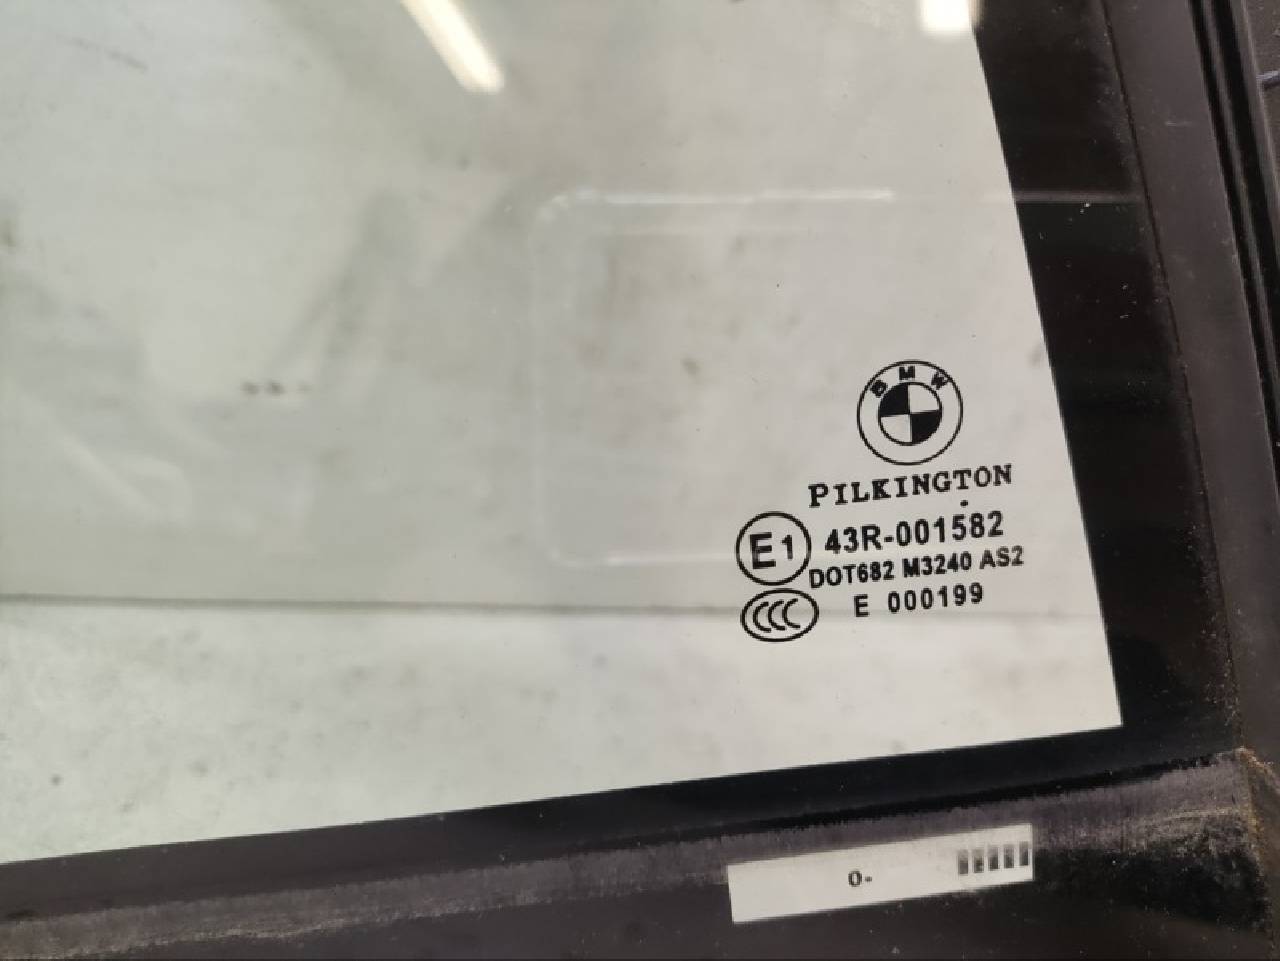 BMW
PILKINGTON
E1 43R-001582
DOT682 M3240 AS2
CCC E 000199
0-